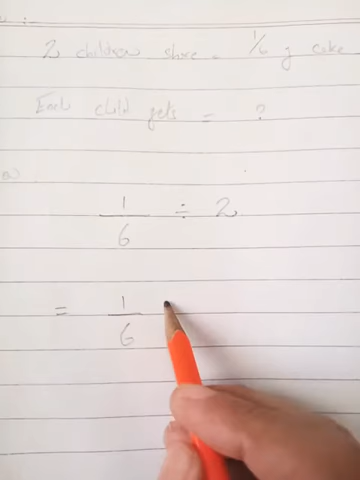 2 children share = 1/6 of cake
Each child gets = ?
1/6 ÷ 2
= 1/6